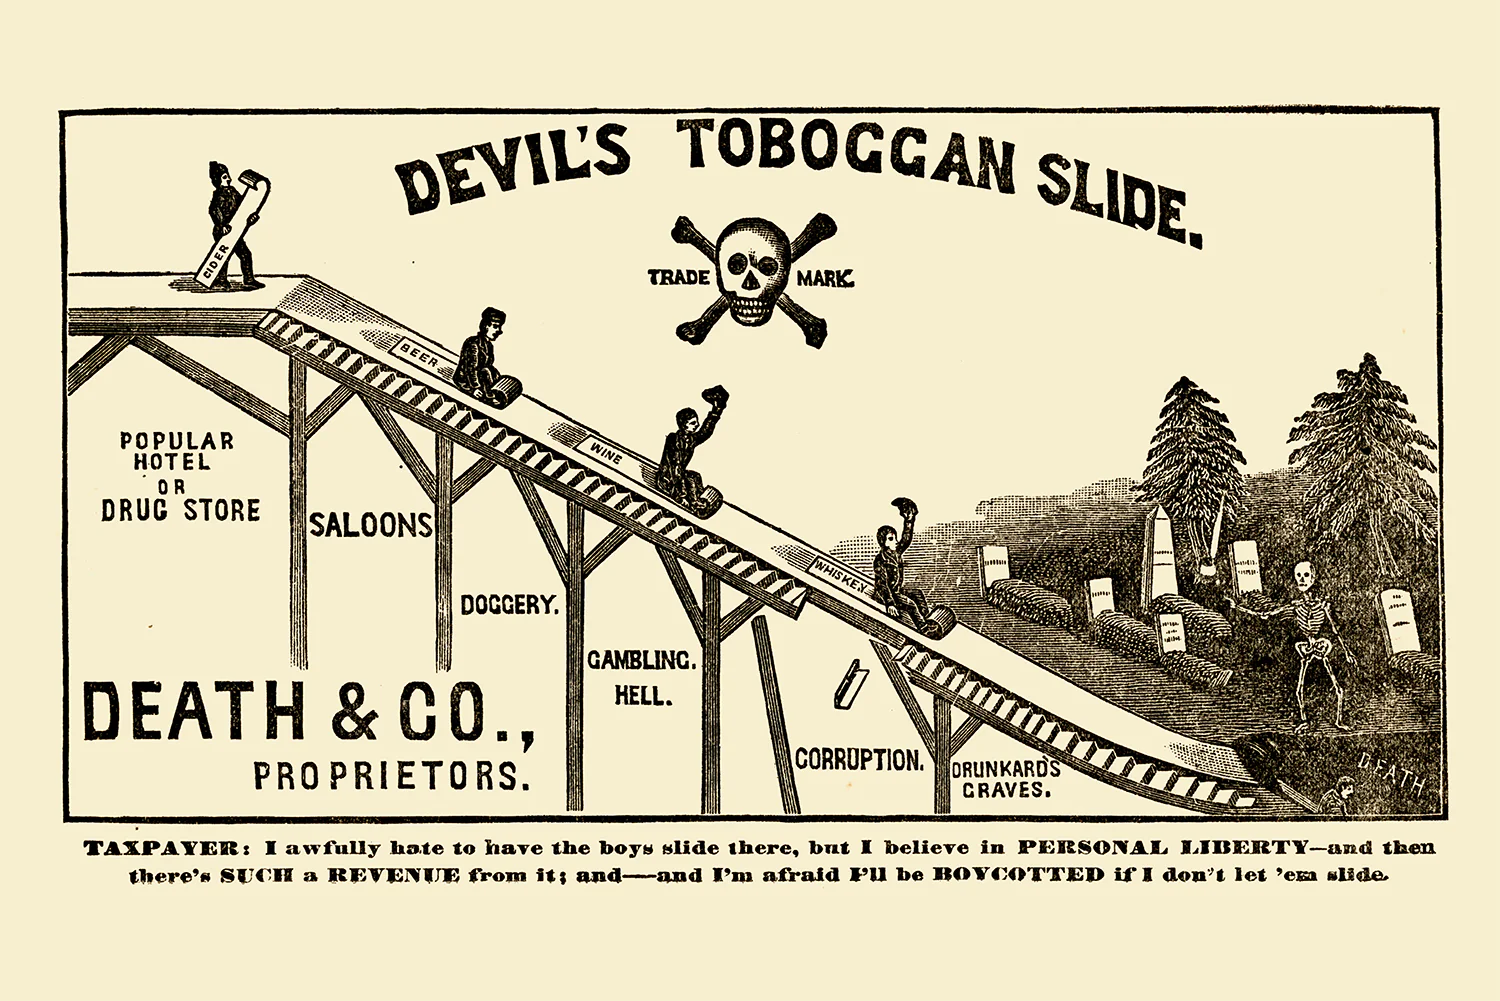 DEVIL'S TOBOGGAN SLIDE.
TRADE MARK.
CIDER
BEER
WINE
WHISKEY
POPULAR
HOTEL
OR
DRUG STORE
SALOONS
DOGGERY.
GAMBLING.
HELL.
CORRUPTION.
DRUNKARD'S
GRAVES.
DEATH
DEATH & CO.,
PROPRIETORS.
TAXPAYER: I awfully hate to have the boys slide there, but I believe in PERSONAL LIBERTY—and then
there's SUCH a REVENUE from it; and——and I'm afraid I'll be BOYCOTTED if I don't let 'em slide.